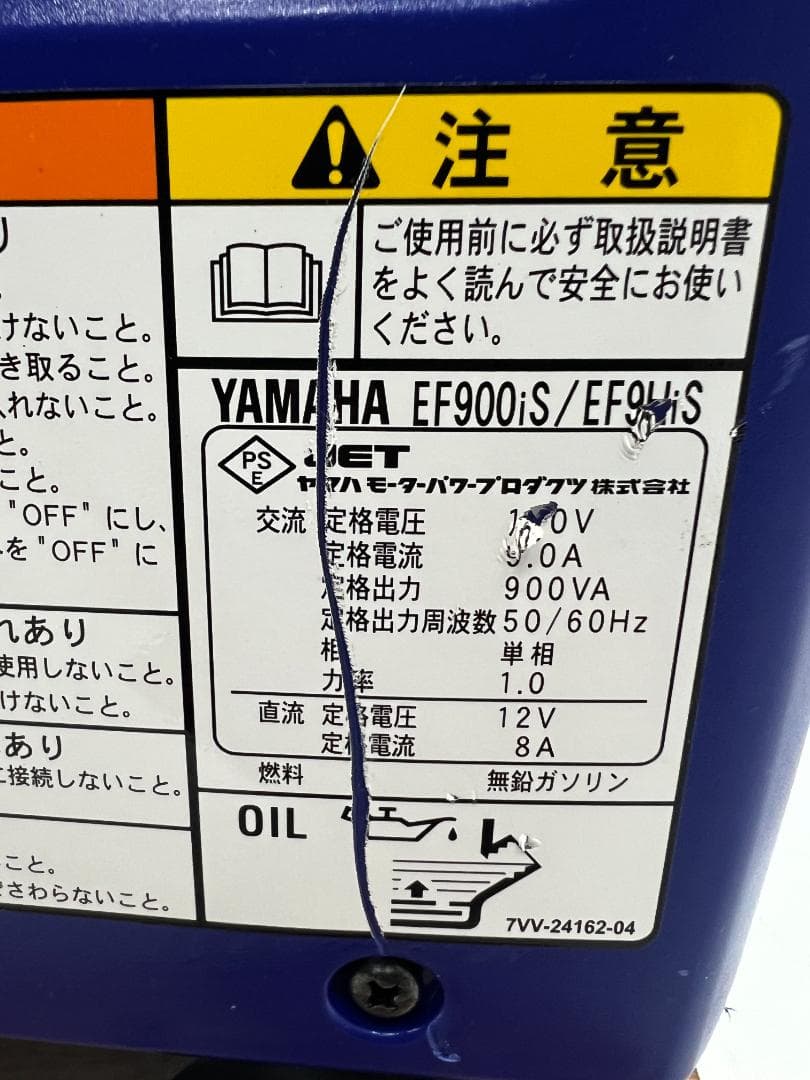 注意
ご使用前に必ず取扱説明書
をよく読んで安全にお使い
ください。
り
けないこと。
き取ること。
入れないこと。
と。
こと。
"OFF" にし、
を"OFF" に
れあり
使用しないこと。
けないこと。
あり
に接続しないこと。
こと。
さわらないこと。
YAMAHA EF900iS/EF9HiS
PS
E
JET
ヤマハモーターパワープロダクツ株式会社
交流 定格電圧
定格電流 9.0A
定格出力 900VA
定格出力周波数 50/60Hz
相 単相
力率 1.0
直流 定格電圧 12V
定格電流 8A
燃料 無鉛ガソリン
OIL
7VV-24162-04